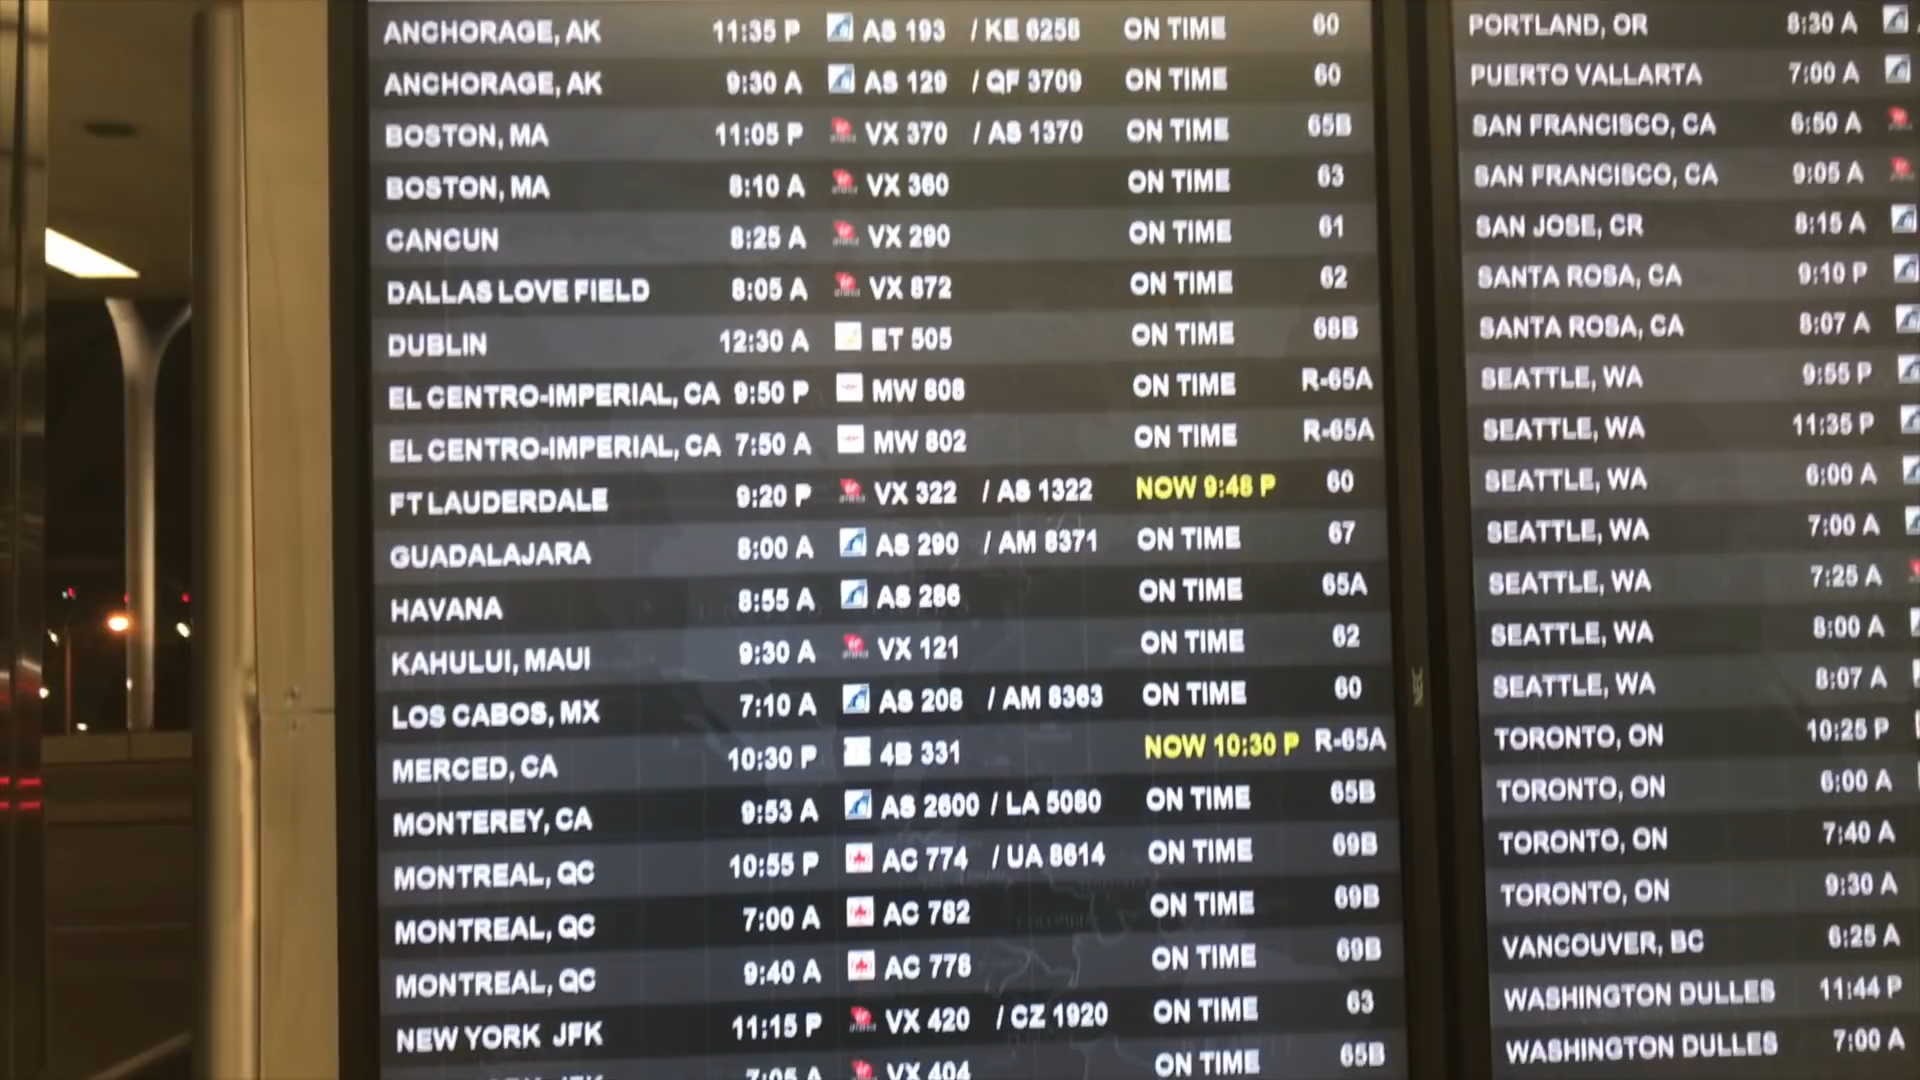 ANCHORAGE, AK 11:35 P AS 193 / KE 6258 ON TIME 60
ANCHORAGE, AK 9:30 A AS 129 / QF 3709 ON TIME 60
BOSTON, MA 11:05 P VX 370 / AS 1370 ON TIME 65B
BOSTON, MA 8:10 A VX 360 ON TIME 63
CANCUN 8:25 A VX 290 ON TIME 61
DALLAS LOVE FIELD 8:05 A VX 872 ON TIME 62
DUBLIN 12:30 A ET 505 ON TIME 68B
EL CENTRO-IMPERIAL, CA 9:50 P MW 808 ON TIME R-65A
EL CENTRO-IMPERIAL, CA 7:50 A MW 802 ON TIME R-65A
FT LAUDERDALE 9:20 P VX 322 / AS 1322 NOW 9:48 P 60
GUADALAJARA 8:00 A AS 290 / AM 8371 ON TIME 67
HAVANA 8:55 A AS 286 ON TIME 65A
KAHULUI, MAUI 9:30 A VX 121 ON TIME 62
LOS CABOS, MX 7:10 A AS 208 / AM 8363 ON TIME 60
MERCED, CA 10:30 P 4B 331 NOW 10:30 P R-65A
MONTEREY, CA 9:53 A AS 2600 / LA 5080 ON TIME 65B
MONTREAL, QC 10:55 P AC 774 / UA 8614 ON TIME 69B
MONTREAL, QC 7:00 A AC 782 ON TIME 69B
MONTREAL, QC 9:40 A AC 778 ON TIME 69B
NEW YORK JFK 11:15 P VX 420 / CZ 1920 ON TIME 63
7:05 A VX 404 ON TIME 65B
NEC
PORTLAND, OR 8:30 A
PUERTO VALLARTA 7:00 A
SAN FRANCISCO, CA 6:50 A
SAN FRANCISCO, CA 9:05 A
SAN JOSE, CR 8:15 A
SANTA ROSA, CA 9:10 P
SANTA ROSA, CA 8:07 A
SEATTLE, WA 9:55 P
SEATTLE, WA 11:35 P
SEATTLE, WA 6:00 A
SEATTLE, WA 7:00 A
SEATTLE, WA 7:25 A
SEATTLE, WA 8:00 A
SEATTLE, WA 8:07 A
TORONTO, ON 10:25 P
TORONTO, ON 6:00 A
TORONTO, ON 7:40 A
TORONTO, ON 9:30 A
VANCOUVER, BC 6:25 A
WASHINGTON DULLES 11:44 P
WASHINGTON DULLES 7:00 A